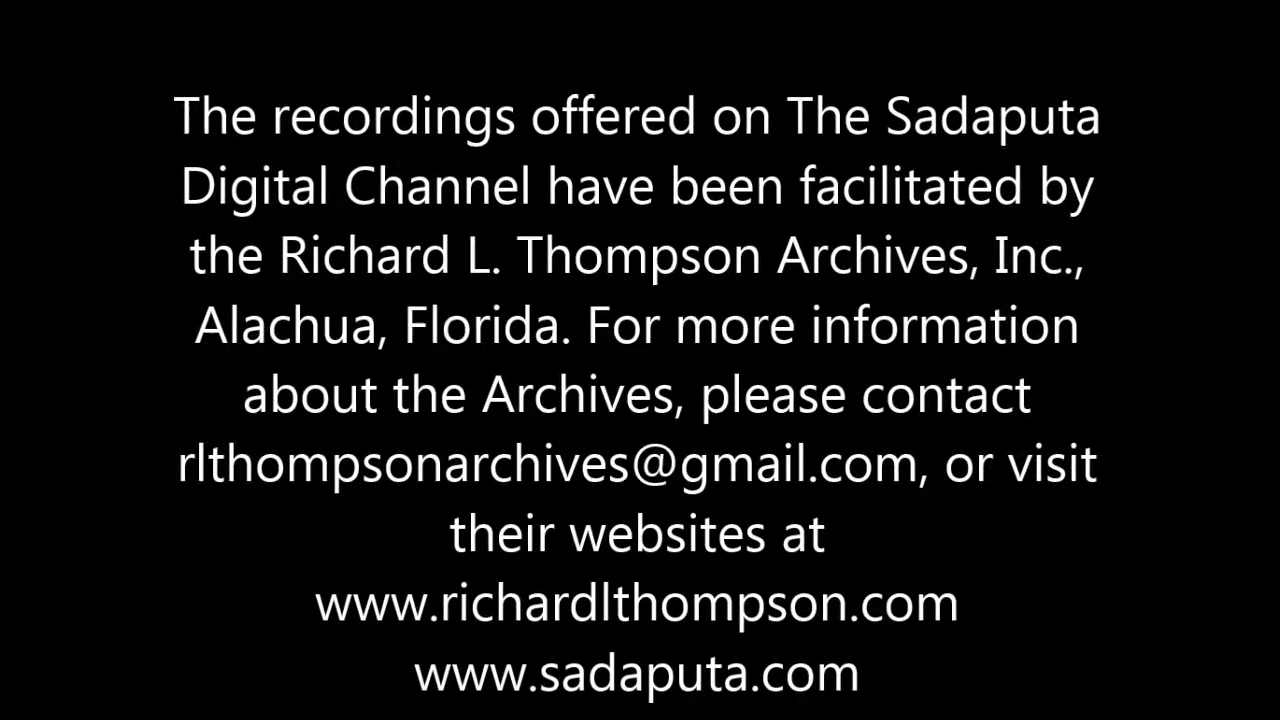 The recordings offered on The Sadaputa
Digital Channel have been facilitated by
the Richard L. Thompson Archives, Inc.,
Alachua, Florida. For more information
about the Archives, please contact
rlthompsonarchives@gmail.com, or visit
their websites at
www.richardlthompson.com
www.sadaputa.com